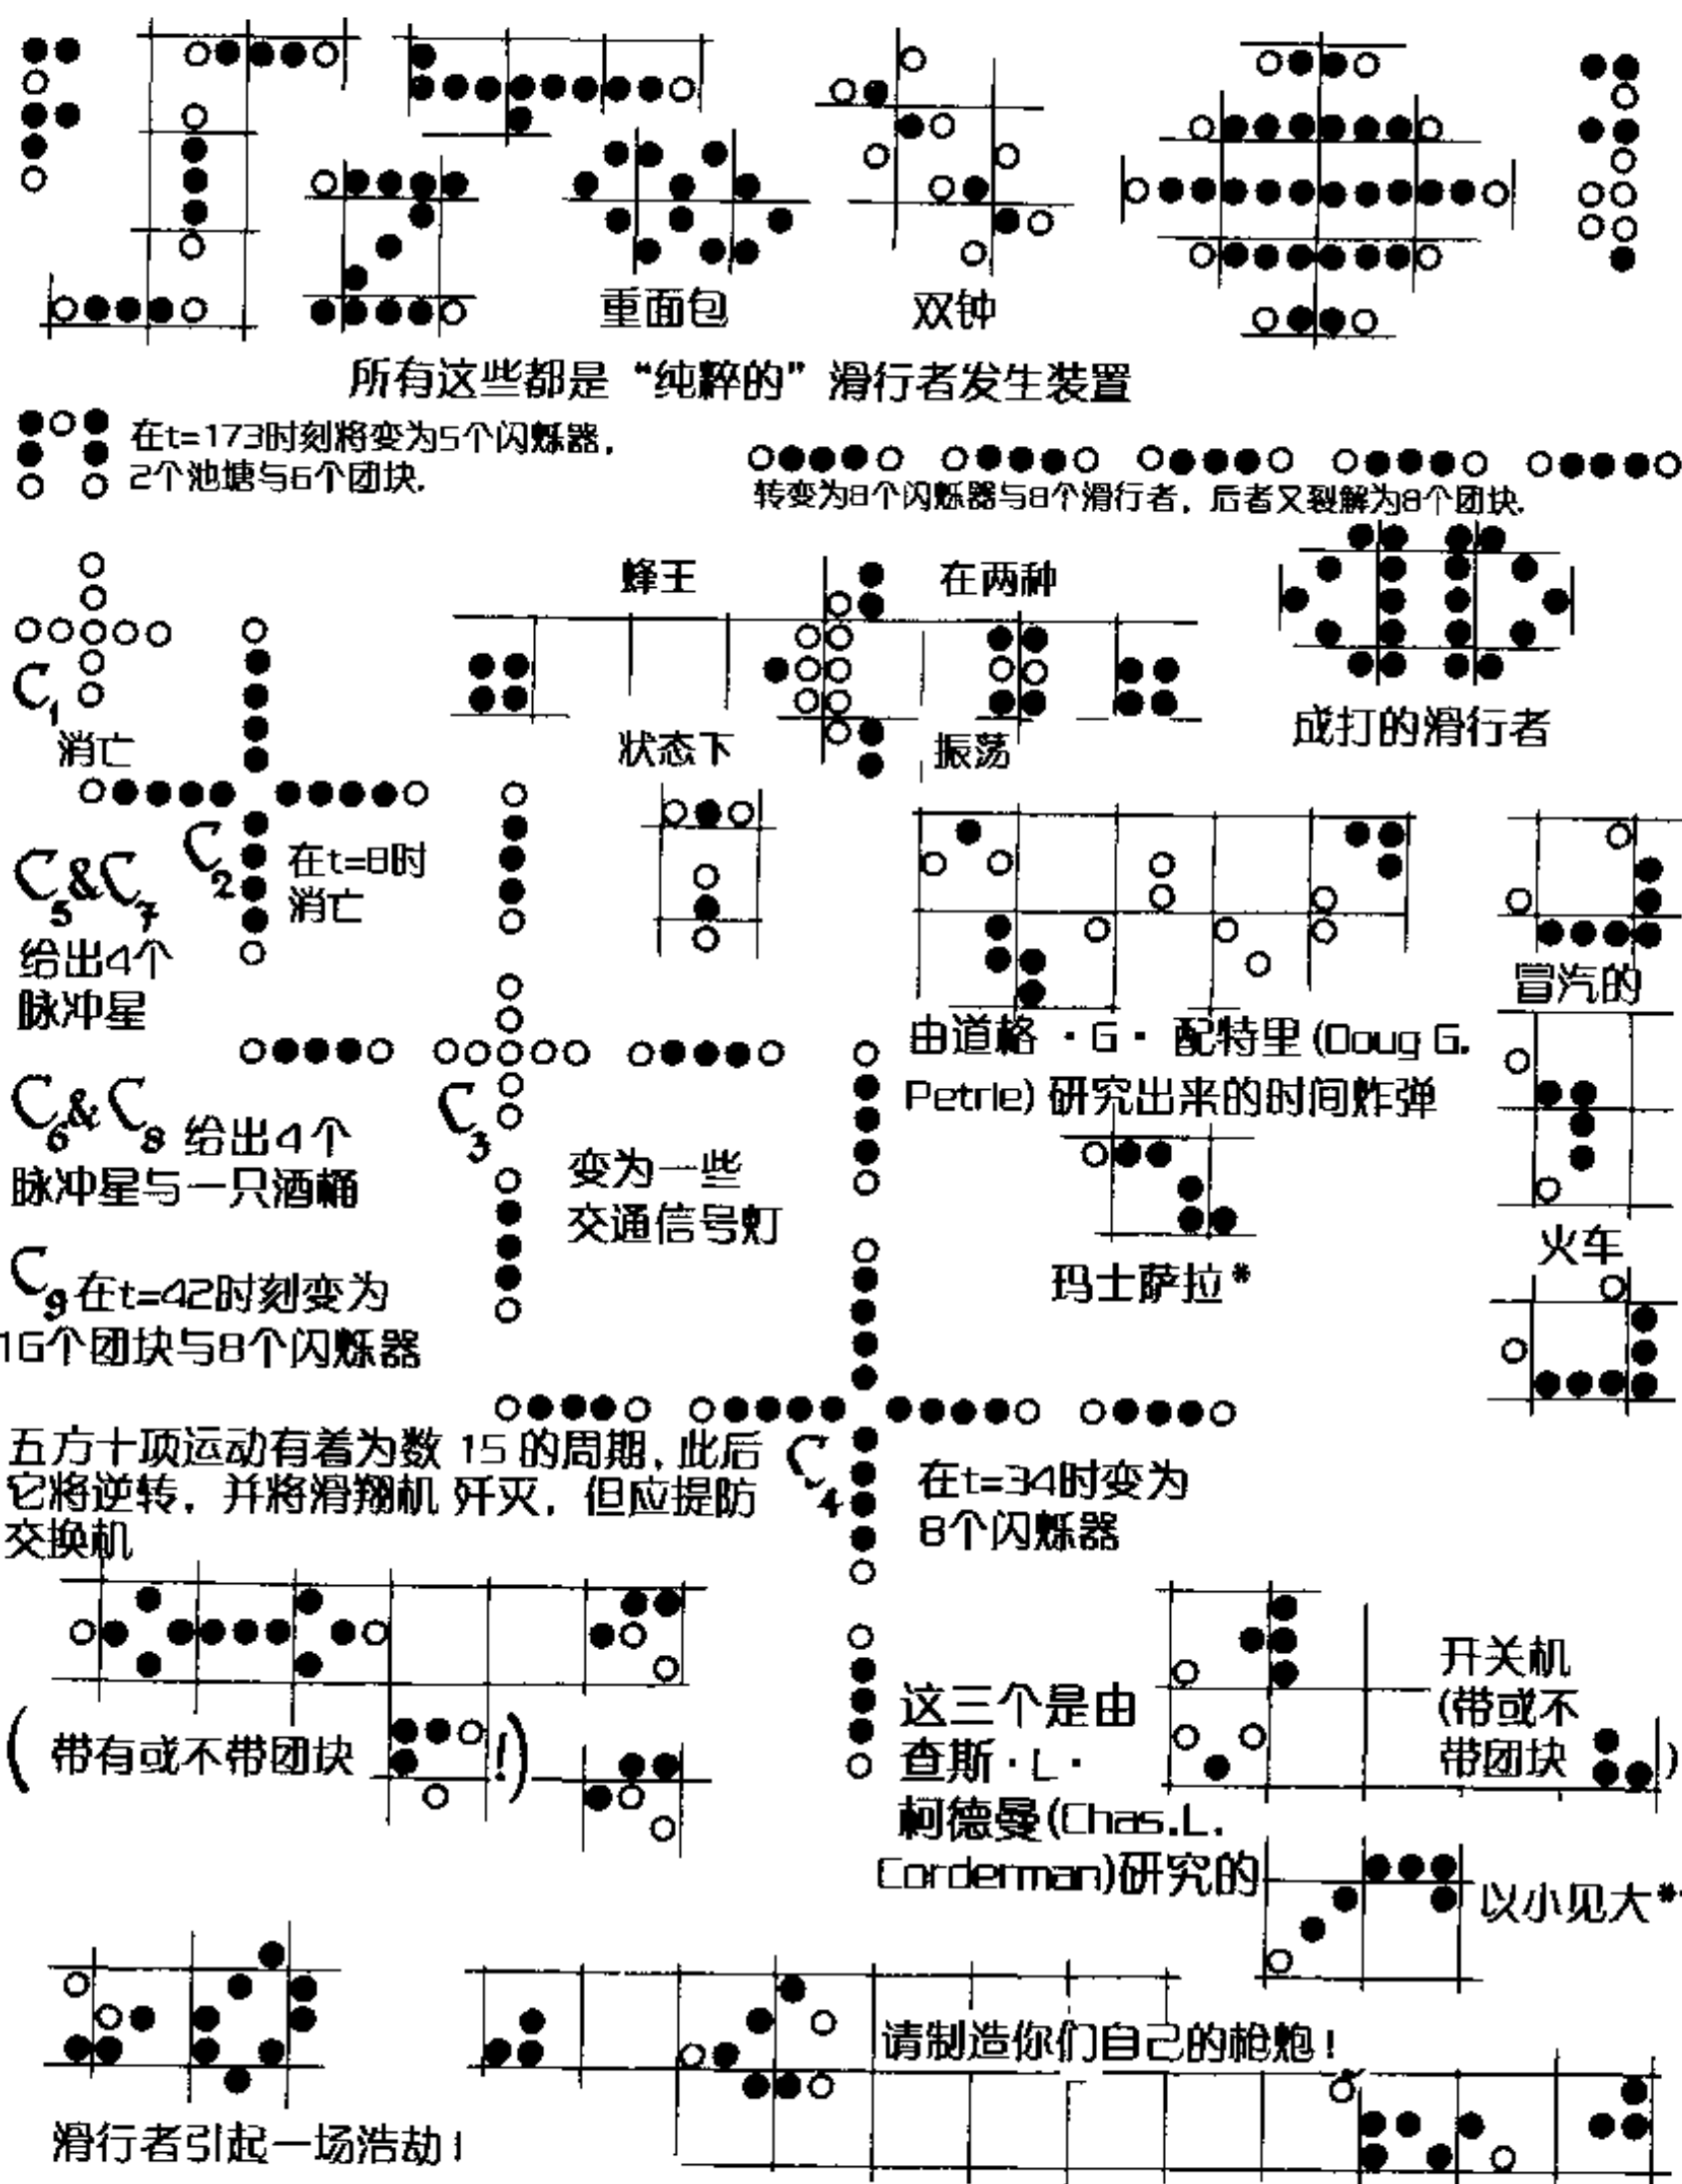 重面包
双钟
所有这些都是“纯粹的”滑行者发生装置
在t=173时刻将变为5个闪烁器，
2个池塘与6个团块.
转变为8个闪烁器与8个滑行者，后者又裂解为8个团块.
蜂王
在两种
状态下
振荡
成打的滑行者
C1
消亡
C2
在t=8时
消亡
C5&C7
给出4个
脉冲星
由道格·G·配特里(Doug G.
Petrie)研究出来的时间炸弹
冒汽的
火车
C6&C8 给出4个
脉冲星与一只酒桶
C3
变为一些
交通信号灯
玛士萨拉*
C9在t=42时刻变为
16个团块与8个闪烁器
五方十项运动有着为数 15 的周期，此后
它将逆转，并将滑翔机 歼灭，但应提防
交换机
C4
在t=34时变为
8个闪烁器
(带有或不带团块 !)
这三个是由
查斯·L·
柯德曼(Chas.L.
Corderman)研究的
开关机
(带或不
带团块 )
以小见大*
请制造你们自己的枪炮！
滑行者引起一场浩劫！